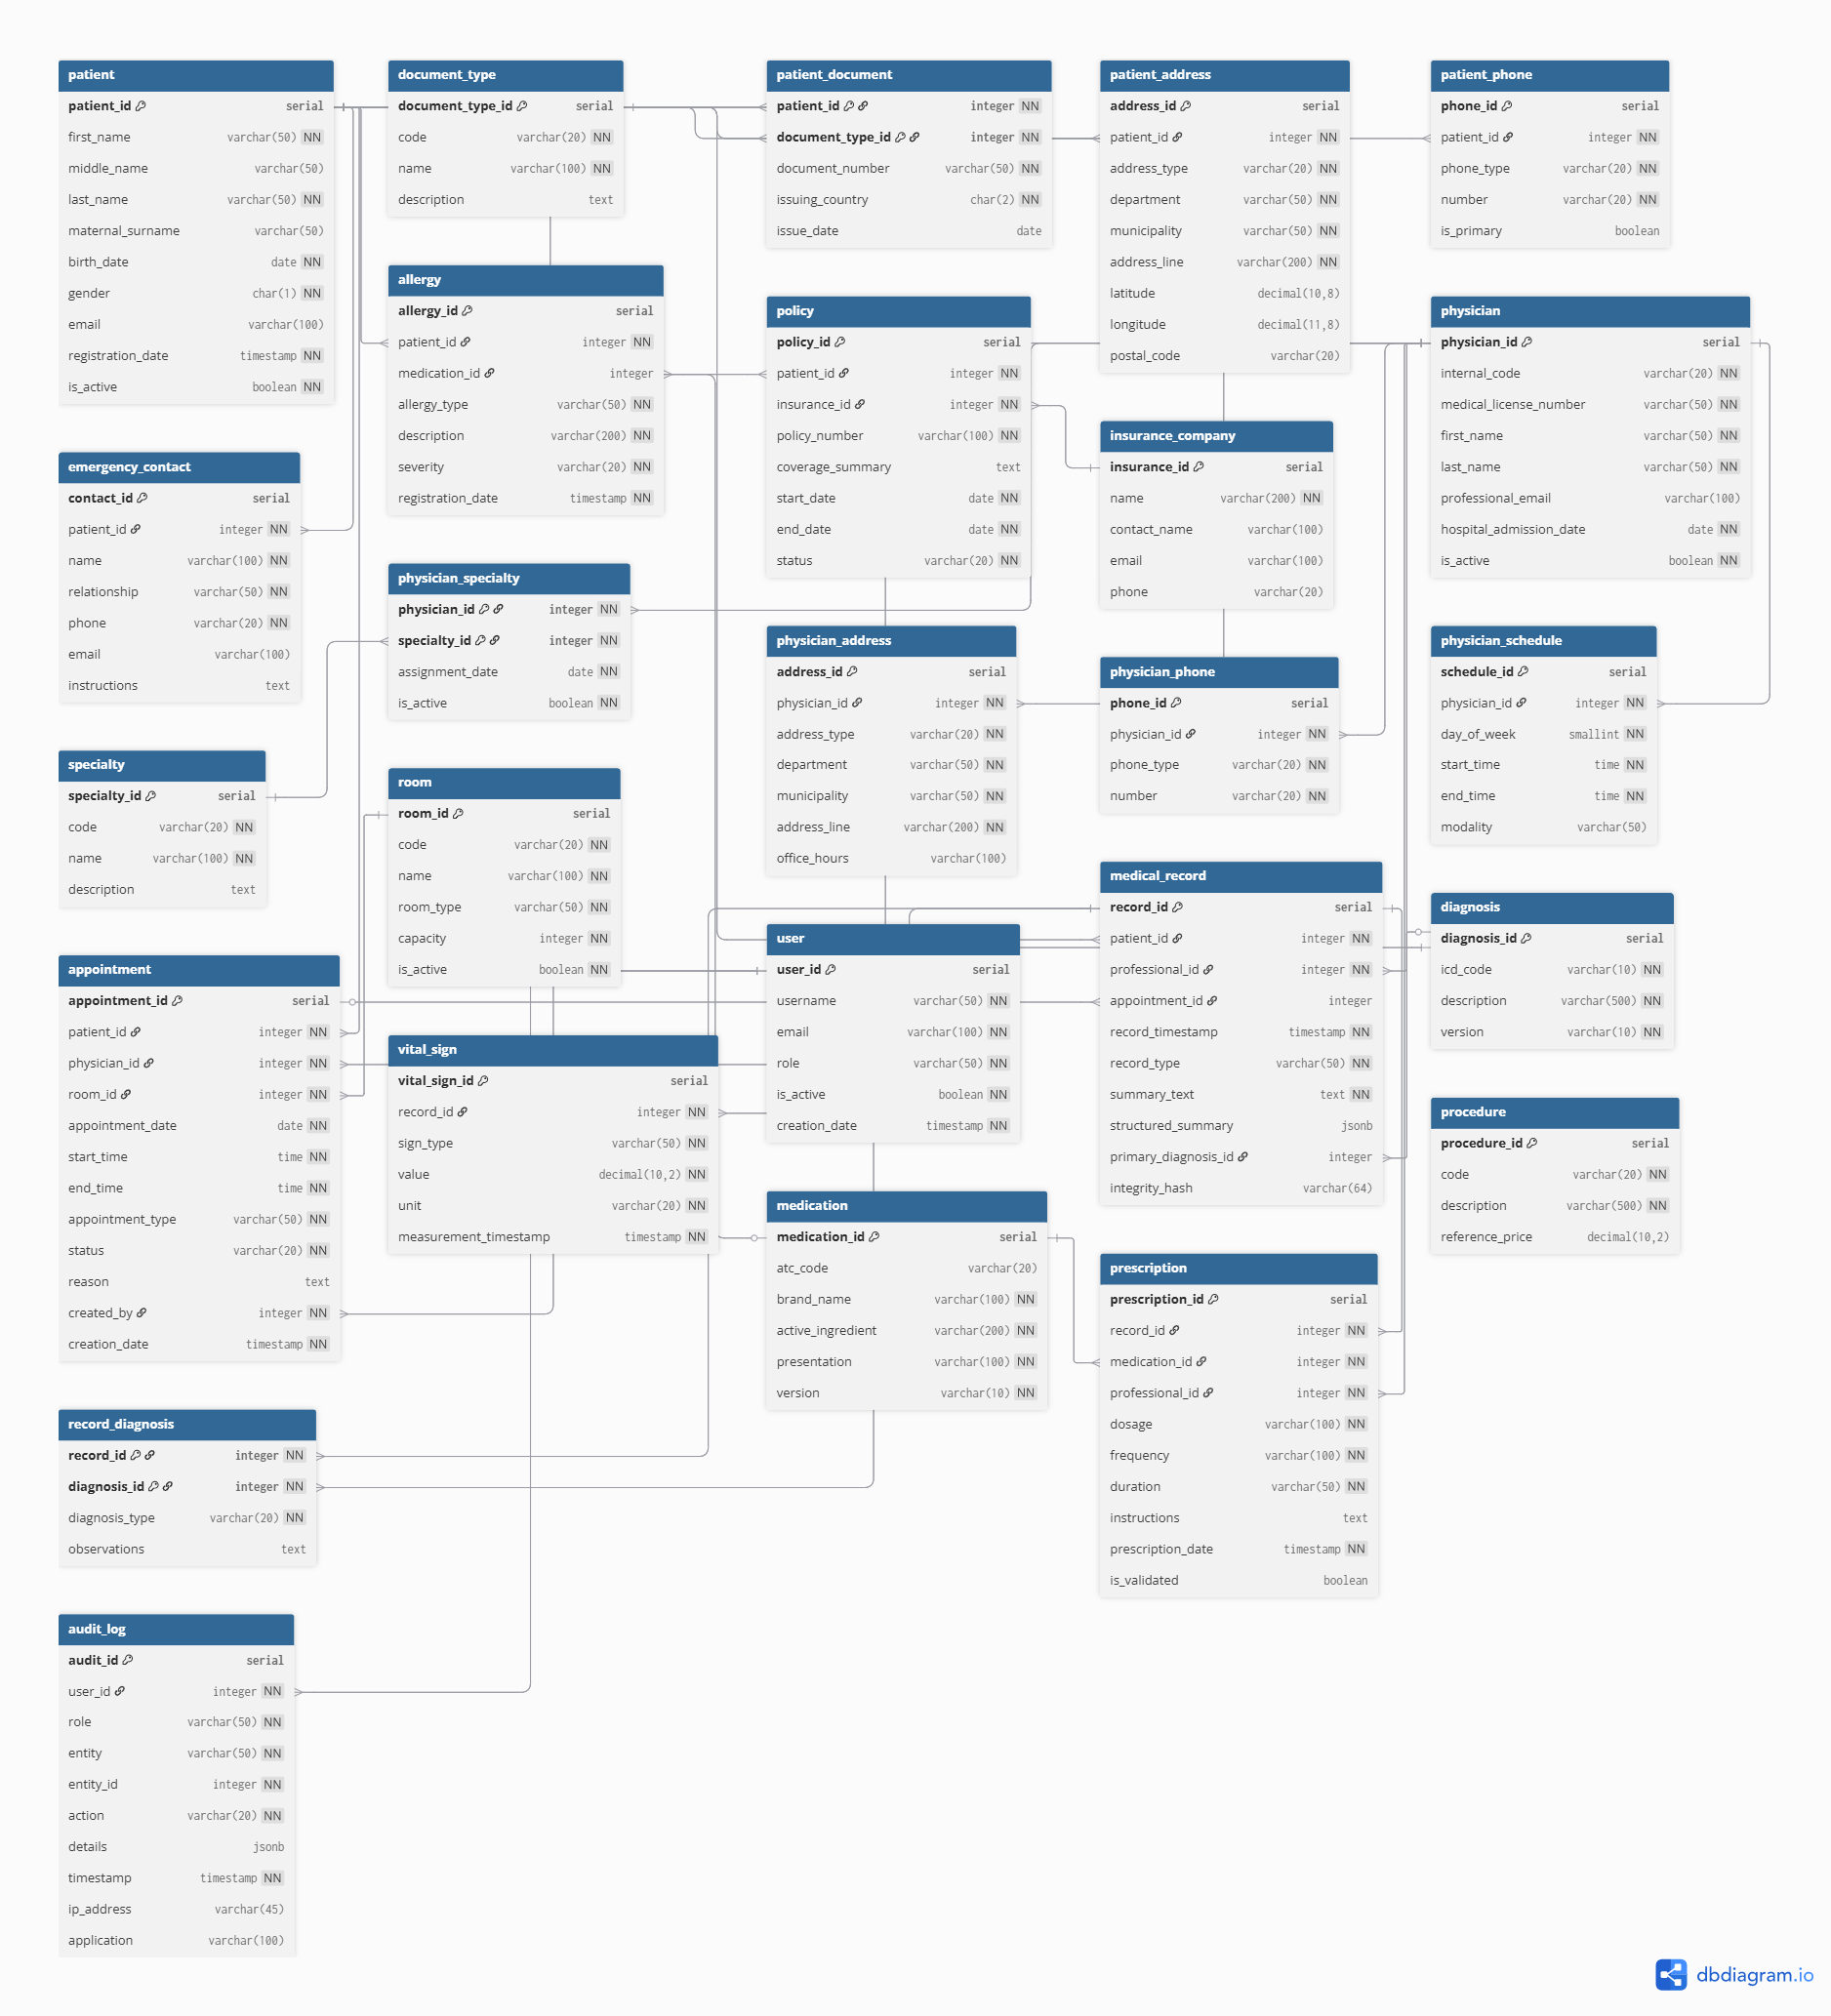 patient
patient_id serial
first_name varchar(50) NN
middle_name varchar(50)
last_name varchar(50) NN
maternal_surname varchar(50)
birth_date date NN
gender char(1) NN
email varchar(100)
registration_date timestamp NN
is_active boolean NN
document_type
document_type_id serial
code varchar(20) NN
name varchar(100) NN
description text
patient_document
patient_id integer NN
document_type_id integer NN
document_number varchar(50) NN
issuing_country char(2) NN
issue_date date
patient_address
address_id serial
patient_id integer NN
address_type varchar(20) NN
department varchar(50) NN
municipality varchar(50) NN
address_line varchar(200) NN
latitude decimal(10,8)
longitude decimal(11,8)
postal_code varchar(20)
patient_phone
phone_id serial
patient_id integer NN
phone_type varchar(20) NN
number varchar(20) NN
is_primary boolean
allergy
allergy_id serial
patient_id integer NN
medication_id integer
allergy_type varchar(50) NN
description varchar(200) NN
severity varchar(20) NN
registration_date timestamp NN
policy
policy_id serial
patient_id integer NN
insurance_id integer NN
policy_number varchar(100) NN
coverage_summary text
start_date date NN
end_date date NN
status varchar(20) NN
insurance_company
insurance_id serial
name varchar(200) NN
contact_name varchar(100)
email varchar(100)
phone varchar(20)
physician
physician_id serial
internal_code varchar(20) NN
medical_license_number varchar(50) NN
first_name varchar(50) NN
last_name varchar(50) NN
professional_email varchar(100)
hospital_admission_date date NN
is_active boolean NN
emergency_contact
contact_id serial
patient_id integer NN
name varchar(100) NN
relationship varchar(50) NN
phone varchar(20) NN
email varchar(100)
instructions text
physician_specialty
physician_id integer NN
specialty_id integer NN
assignment_date date NN
is_active boolean NN
physician_address
address_id serial
physician_id integer NN
address_type varchar(20) NN
department varchar(50) NN
municipality varchar(50) NN
address_line varchar(200) NN
office_hours varchar(100)
physician_phone
phone_id serial
physician_id integer NN
phone_type varchar(20) NN
number varchar(20) NN
physician_schedule
schedule_id serial
physician_id integer NN
day_of_week smallint NN
start_time time NN
end_time time NN
modality varchar(50)
specialty
specialty_id serial
code varchar(20) NN
name varchar(100) NN
description text
room
room_id serial
code varchar(20) NN
name varchar(100) NN
room_type varchar(50) NN
capacity integer NN
is_active boolean NN
user
user_id serial
username varchar(50) NN
email varchar(100) NN
role varchar(50) NN
is_active boolean NN
creation_date timestamp NN
medical_record
record_id serial
patient_id integer NN
professional_id integer NN
appointment_id integer
record_timestamp timestamp NN
record_type varchar(50) NN
summary_text text NN
structured_summary jsonb
primary_diagnosis_id integer
integrity_hash varchar(64)
diagnosis
diagnosis_id serial
icd_code varchar(10) NN
description varchar(500) NN
version varchar(10) NN
appointment
appointment_id serial
patient_id integer NN
physician_id integer NN
room_id integer NN
appointment_date date NN
start_time time NN
end_time time NN
appointment_type varchar(50) NN
status varchar(20) NN
reason text
created_by integer NN
creation_date timestamp NN
vital_sign
vital_sign_id serial
record_id integer NN
sign_type varchar(50) NN
value decimal(10,2) NN
unit varchar(20) NN
measurement_timestamp timestamp NN
medication
medication_id serial
atc_code varchar(20)
brand_name varchar(100) NN
active_ingredient varchar(200) NN
presentation varchar(100) NN
version varchar(10) NN
procedure
procedure_id serial
code varchar(20) NN
description varchar(500) NN
reference_price decimal(10,2)
prescription
prescription_id serial
record_id integer NN
medication_id integer NN
professional_id integer NN
dosage varchar(100) NN
frequency varchar(100) NN
duration varchar(50) NN
instructions text
prescription_date timestamp NN
is_validated boolean
record_diagnosis
record_id integer NN
diagnosis_id integer NN
diagnosis_type varchar(20) NN
observations text
audit_log
audit_id serial
user_id integer NN
role varchar(50) NN
entity varchar(50) NN
entity_id integer NN
action varchar(20) NN
details jsonb
timestamp timestamp NN
ip_address varchar(45)
application varchar(100)
dbdiagram.io